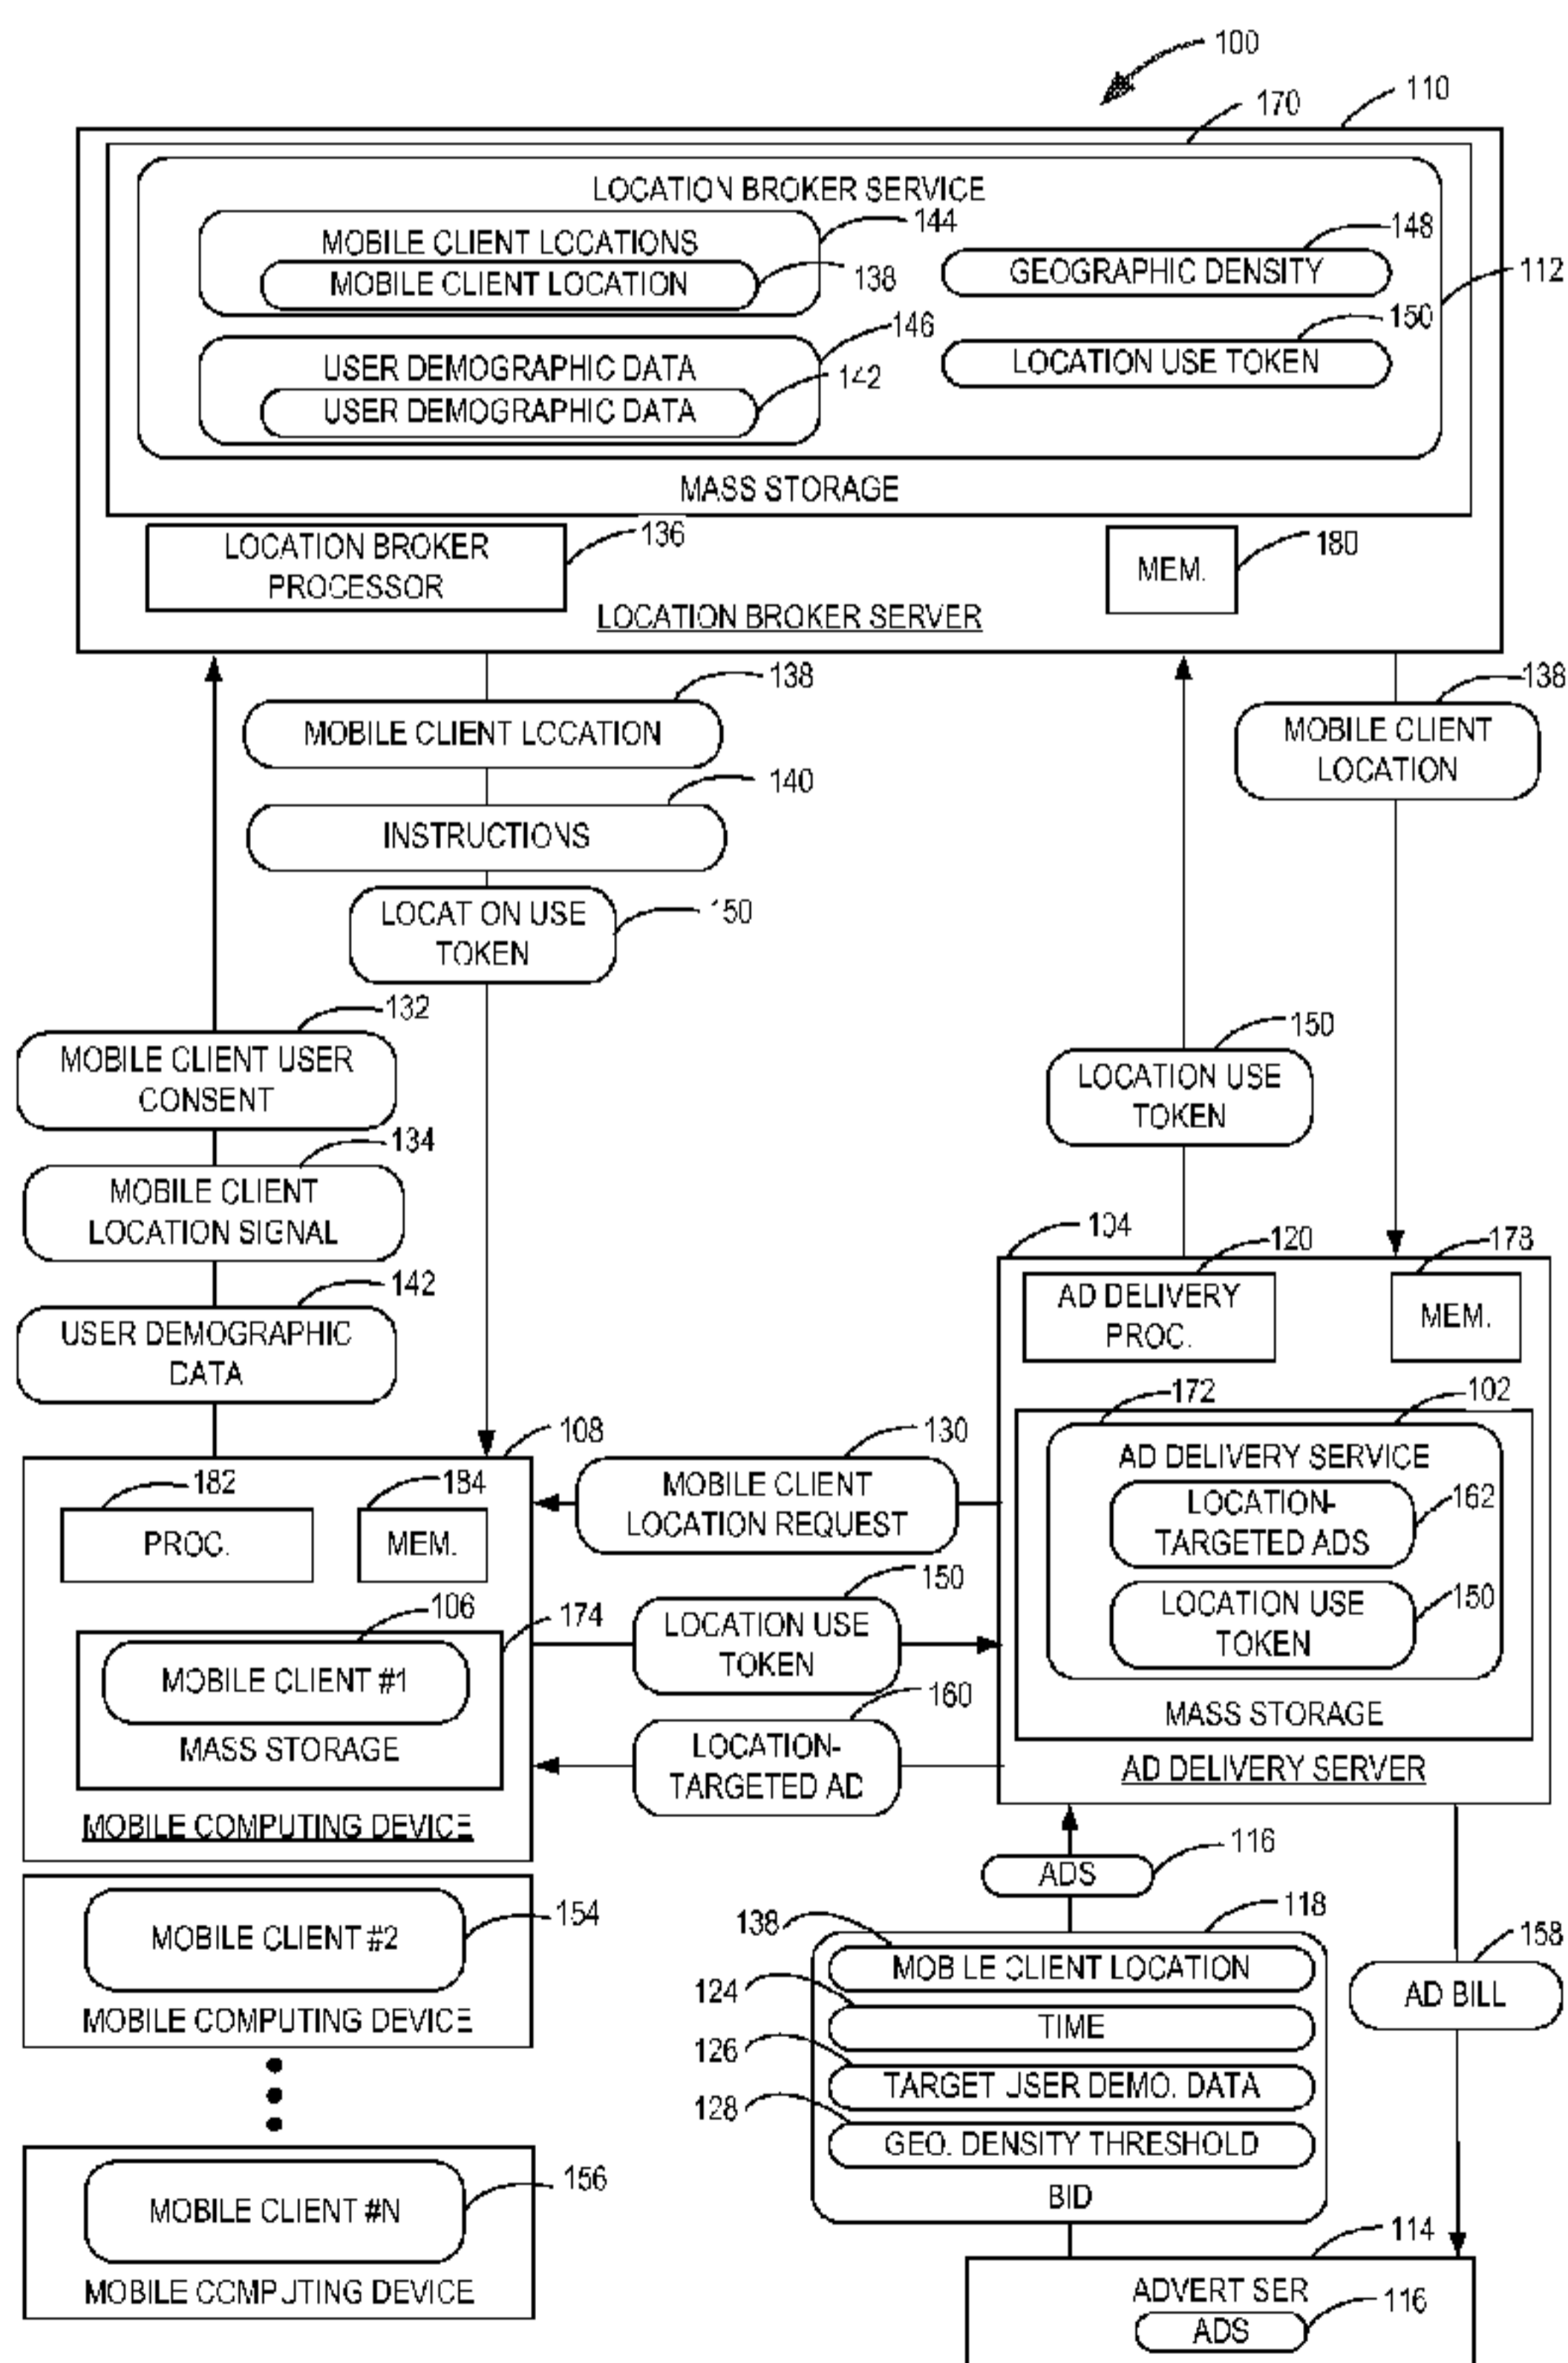 100
110
170
LOCATION BROKER SERVICE
144
MOBILE CLIENT LOCATIONS
MOBILE CLIENT LOCATION
138
148
GEOGRAPHIC DENSITY
112
146
USER DEMOGRAPHIC DATA
USER DEMOGRAPHIC DATA
142
150
LOCATION USE TOKEN
MASS STORAGE
LOCATION BROKER
PROCESSOR
136
MEM.
180
LOCATION BROKER SERVER
138
MOBILE CLIENT LOCATION
140
INSTRUCTIONS
LOCAT ON USE
TOKEN
150
138
MOBILE CLIENT
LOCATION
132
MOBILE CLIENT USER
CONSENT
134
MOBILE CLIENT
LOCATION SIGNAL
142
USER DEMOGRAPHIC
DATA
150
LOCATION USE
TOKEN
104
120
178
AD DELIVERY
PROC.
MEM.
172
102
AD DELIVERY SERVICE
LOCATION-
TARGETED ADS
162
LOCATION USE
TOKEN
150
MASS STORAGE
AD DELIVERY SERVER
108
182
184
PROC.
MEM.
106
174
MOBILE CLIENT #1
MASS STORAGE
MOBILE COMPUTING DEVICE
130
MOBILE CLIENT
LOCATION REQUEST
150
LOCATION USE
TOKEN
160
LOCATION-
TARGETED AD
MOBILE CLIENT #2
154
MOBILE COMPUTING DEVICE
MOBILE CLIENT #N
156
MOBILE COMPUTING DEVICE
ADS
116
118
138
MOB LE CLIENT LOCATION
124
TIME
126
TARGET USER DEMO. DATA
128
GEO. DENSITY THRESHOLD
BID
158
AD BILL
114
ADVERT SER
ADS
116